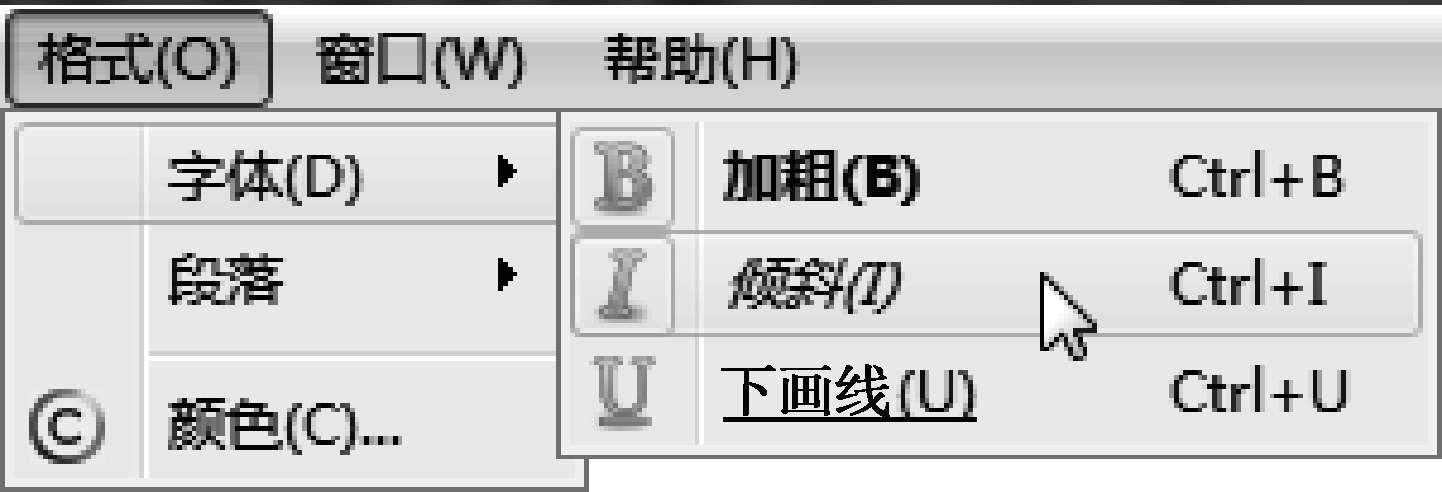 格式(O) 窗口(W) 帮助(H)
字体(D)
段落
颜色(C)...
B 加粗(B) Ctrl+B
I 倾斜(I) Ctrl+I
U 下画线(U) Ctrl+U